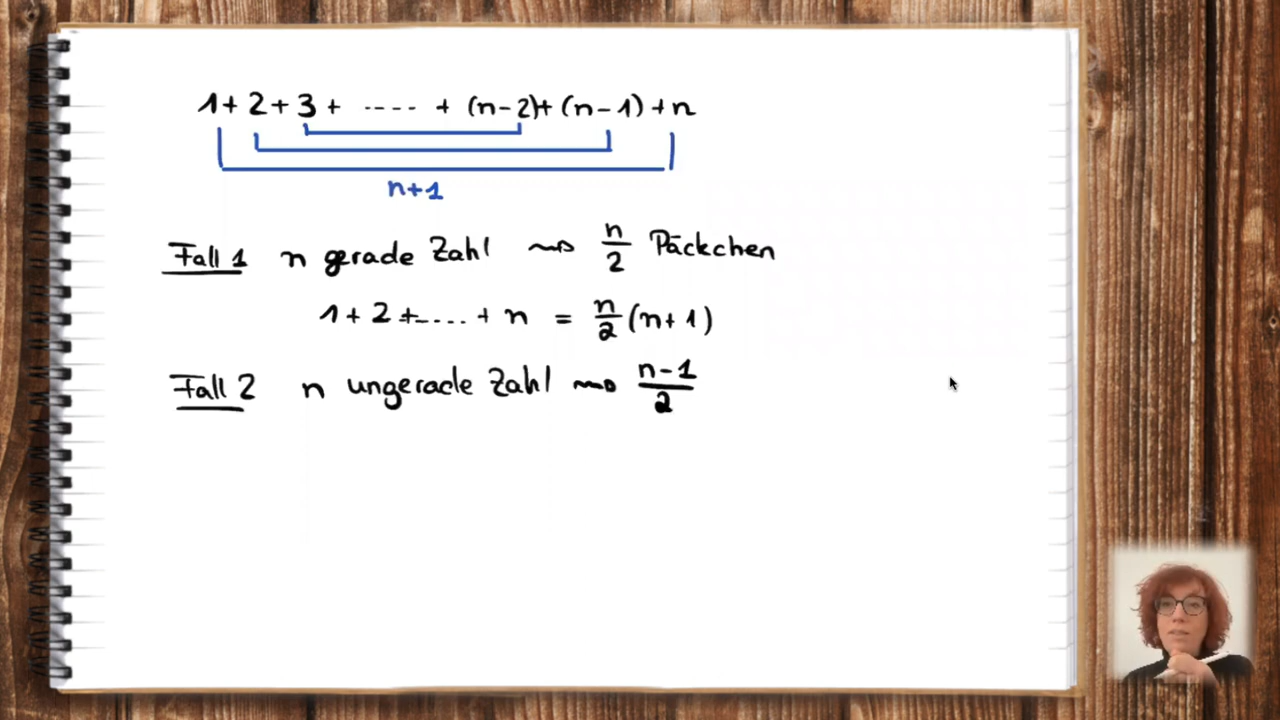 1 + 2 + 3 + ---- + (n-2) + (n-1) + n
n+1
Fall 1 n gerade Zahl ⇝ n/2 Päckchen
1 + 2 + .... + n = n/2 (n+1)
Fall 2 n ungerade Zahl ⇝ (n-1)/2